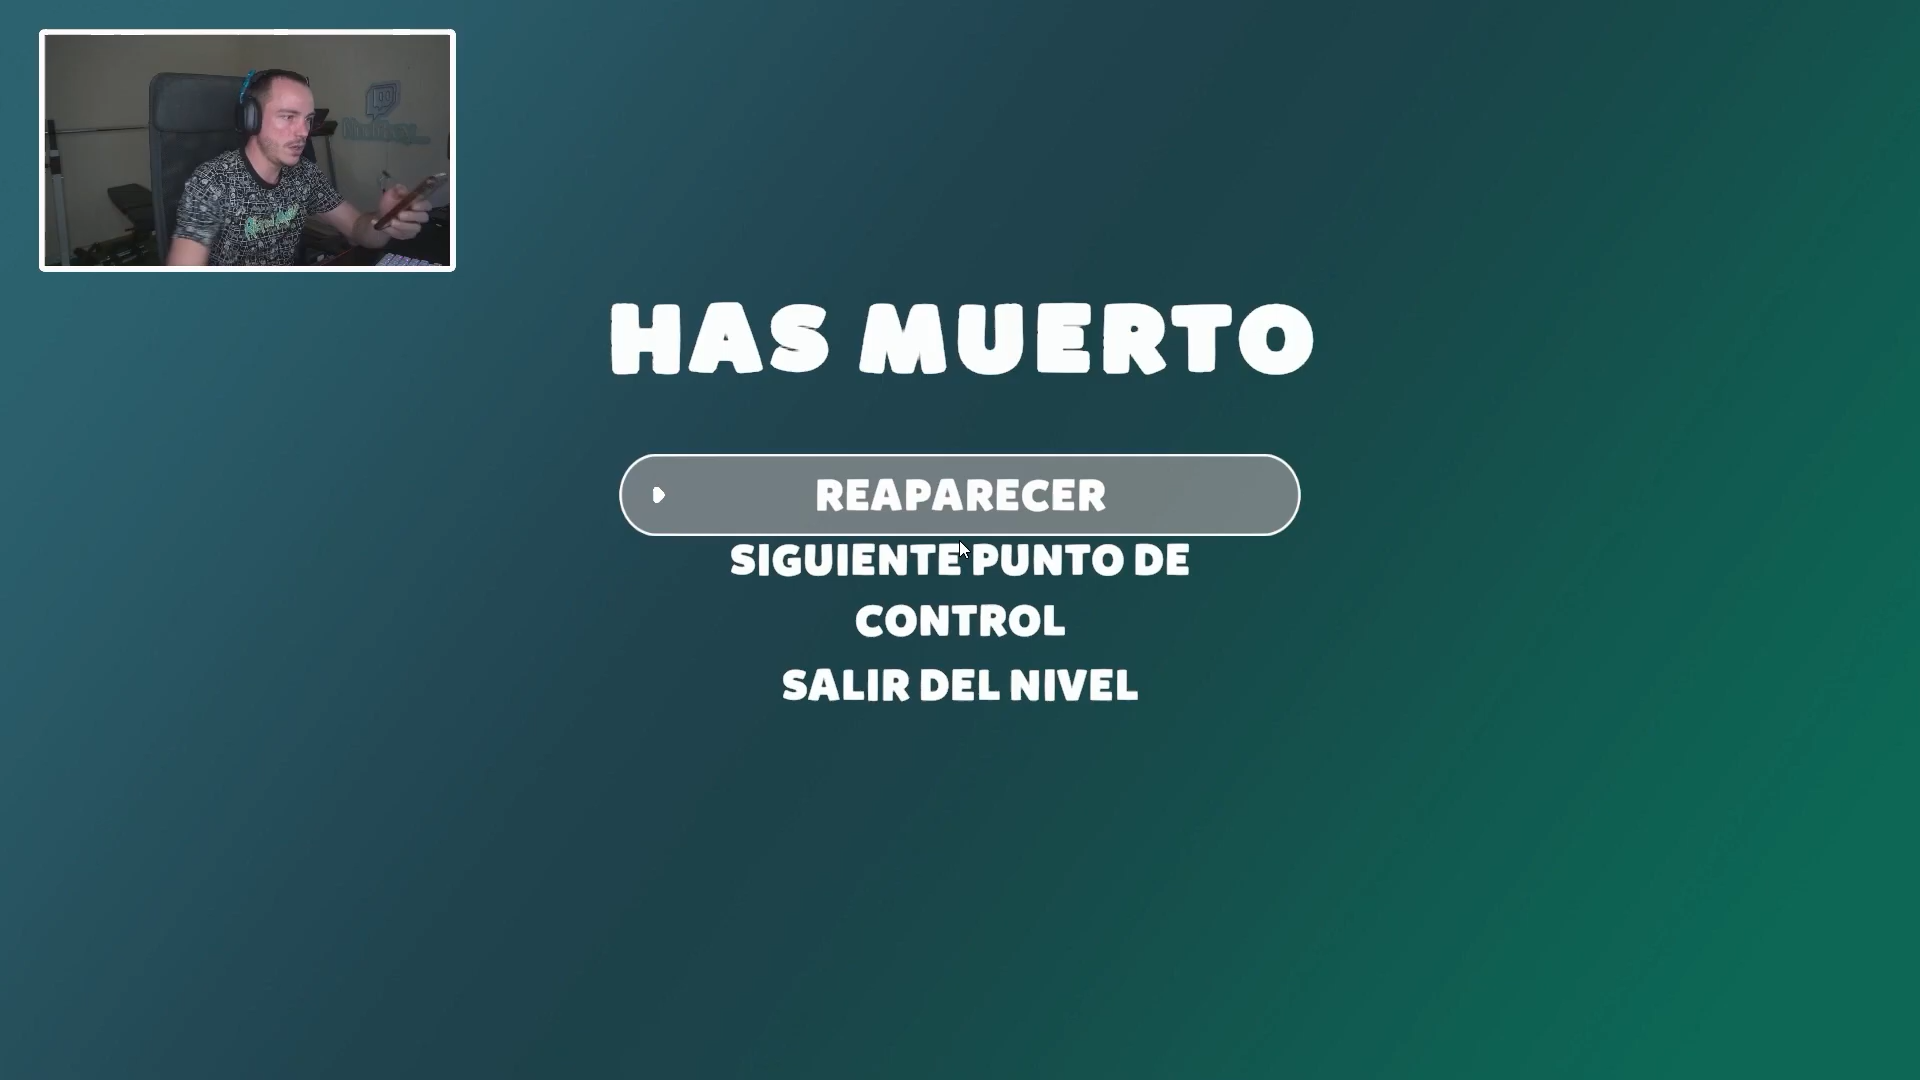 HAS MUERTO
REAPARECER
SIGUIENTE PUNTO DE
CONTROL
SALIR DEL NIVEL